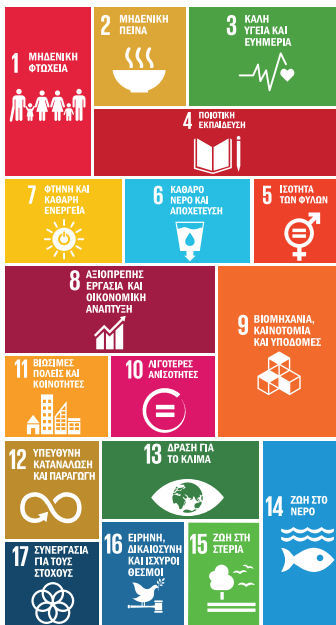 1 ΜΗΔΕΝΙΚΗ
ΦΤΩΧΕΙΑ
2 ΜΗΔΕΝΙΚΗ
ΠΕΙΝΑ
3 ΚΑΛΗ
ΥΓΕΙΑ ΚΑΙ
ΕΥΗΜΕΡΙΑ
4 ΠΟΙΟΤΙΚΗ
ΕΚΠΑΙΔΕΥΣΗ
7 ΦΤΗΝΗ ΚΑΙ
ΚΑΘΑΡΗ
ΕΝΕΡΓΕΙΑ
6 ΚΑΘΑΡΟ
ΝΕΡΟ ΚΑΙ
ΑΠΟΧΕΤΕΥΣΗ
5 ΙΣΟΤΗΤΑ
ΤΩΝ ΦΥΛΩΝ
8 ΑΞΙΟΠΡΕΠΗΣ
ΕΡΓΑΣΙΑ ΚΑΙ
ΟΙΚΟΝΟΜΙΚΗ
ΑΝΑΠΤΥΞΗ
9 ΒΙΟΜΗΧΑΝΙΑ,
ΚΑΙΝΟΤΟΜΙΑ
ΚΑΙ ΥΠΟΔΟΜΕΣ
11 ΒΙΩΣΙΜΕΣ
ΠΟΛΕΙΣ ΚΑΙ
ΚΟΙΝΟΤΗΤΕΣ
10 ΛΙΓΟΤΕΡΕΣ
ΑΝΙΣΟΤΗΤΕΣ
12 ΥΠΕΥΘΥΝΗ
ΚΑΤΑΝΑΛΩΣΗ
ΚΑΙ ΠΑΡΑΓΩΓΗ
13 ΔΡΑΣΗ ΓΙΑ
ΤΟ ΚΛΙΜΑ
14 ΖΩΗ ΣΤΟ
ΝΕΡΟ
17 ΣΥΝΕΡΓΑΣΙΑ
ΓΙΑ ΤΟΥΣ
ΣΤΟΧΟΥΣ
16 ΕΙΡΗΝΗ,
ΔΙΚΑΙΟΣΥΝΗ
ΚΑΙ ΙΣΧΥΡΟΙ
ΘΕΣΜΟΙ
15 ΖΩΗ ΣΤΗ
ΣΤΕΡΙΑ